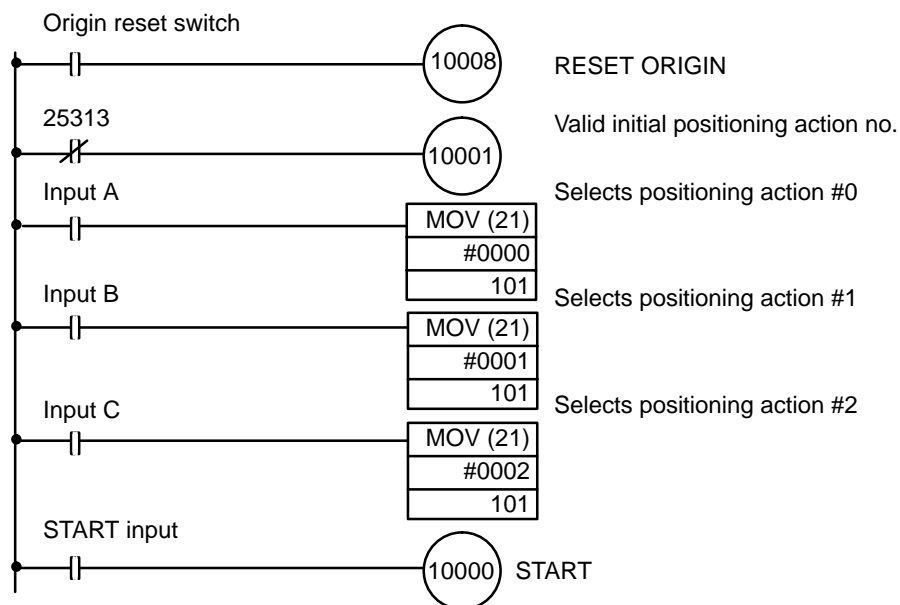 Origin reset switch
10008
RESET ORIGIN
25313
Valid initial positioning action no.
10001
Input A
Selects positioning action #0
MOV (21)
#0000
101
Input B
Selects positioning action #1
MOV (21)
#0001
101
Input C
Selects positioning action #2
MOV (21)
#0002
101
START input
10000
START